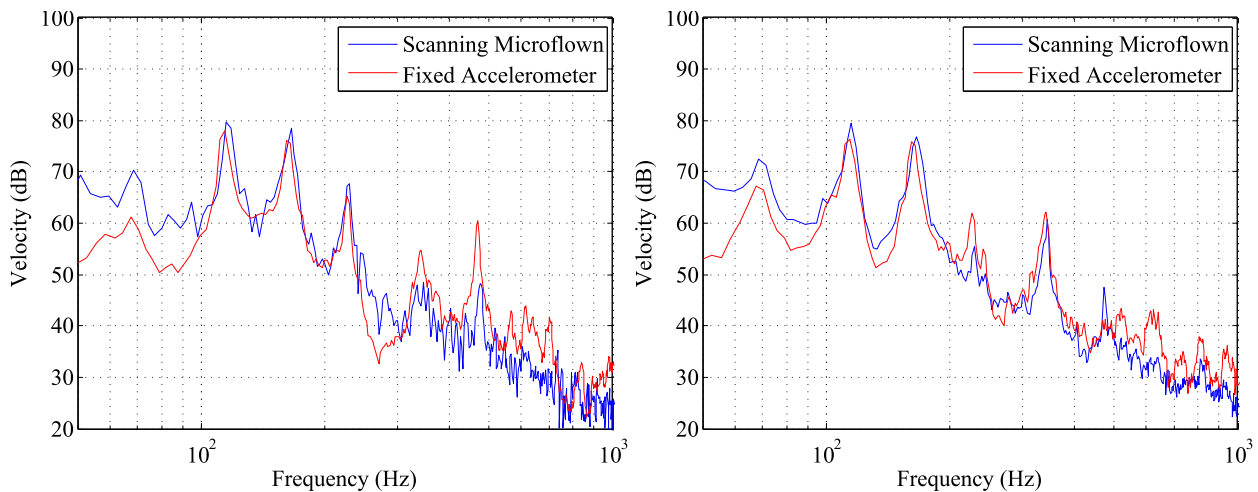 100
90
80
70
60
50
40
30
20
Velocity (dB)
10²
10³
Frequency (Hz)
Scanning Microflown
Fixed Accelerometer
100
90
80
70
60
50
40
30
20
Velocity (dB)
10²
10³
Frequency (Hz)
Scanning Microflown
Fixed Accelerometer